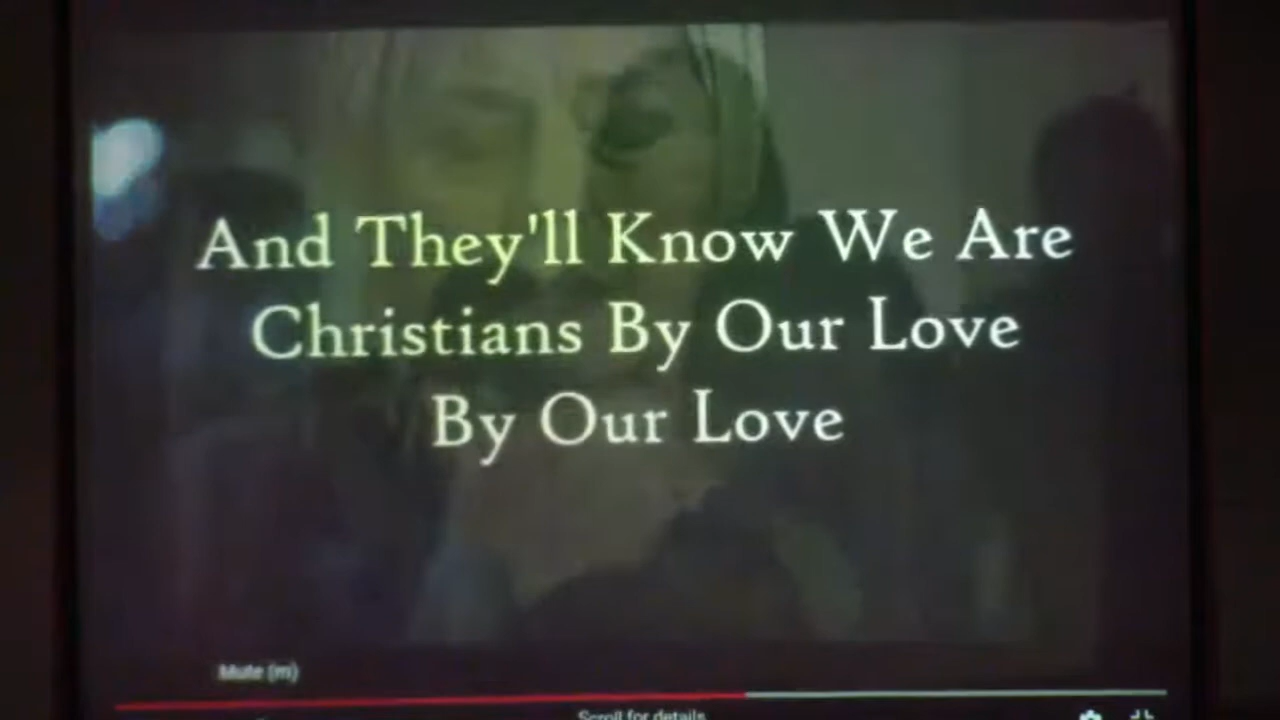 And They'll Know We Are
Christians By Our Love
By Our Love
Mute (m)
Scroll for details